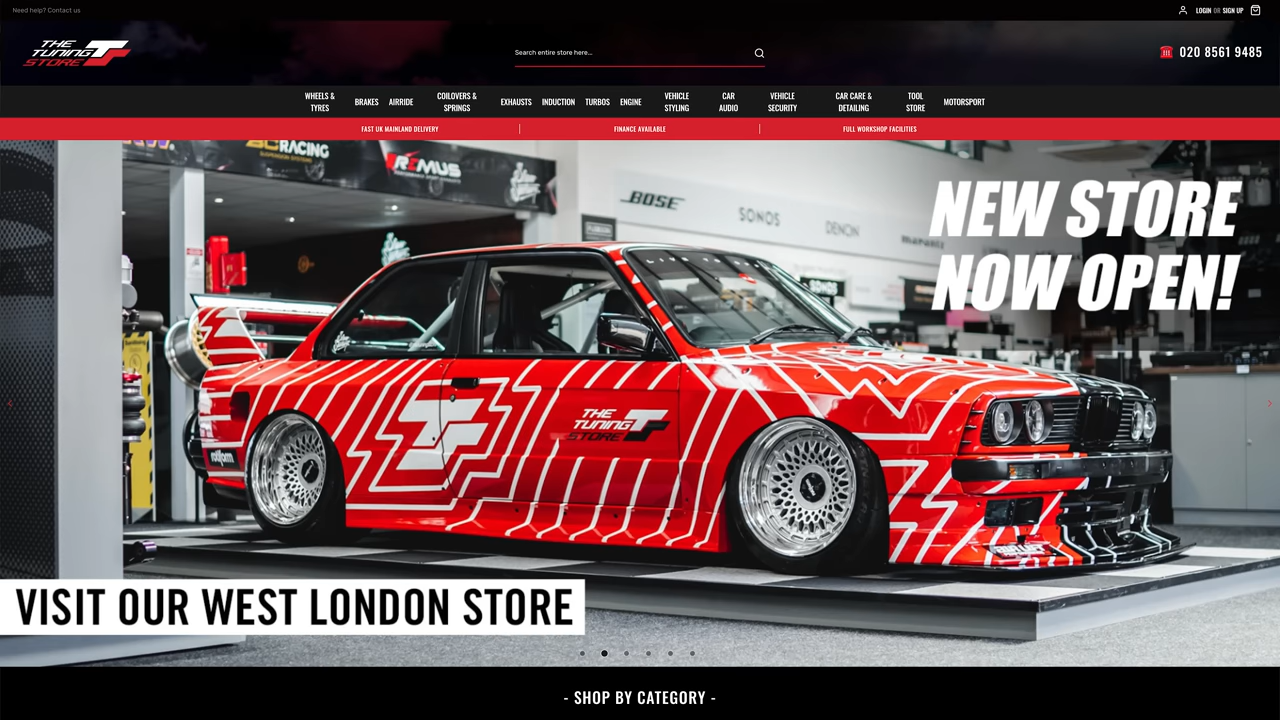 Need help? Contact us
LOGIN OR SIGN UP
THE
TUNING
STORE
Search entire store here...
020 8561 9485
WHEELS &
TYRES
BRAKES
AIRRIDE
COILOVERS &
SPRINGS
EXHAUSTS
INDUCTION
TURBOS
ENGINE
VEHICLE
STYLING
CAR
AUDIO
VEHICLE
SECURITY
CAR CARE &
DETAILING
TOOL
STORE
MOTORSPORT
FAST UK MAINLAND DELIVERY
FINANCE AVAILABLE
FULL WORKSHOP FACILITIES
RACING
REMUS
BOSE
SONOS
DENON
marantz
SONOS
NEW STORE
NOW OPEN!
THE
TUNING
STORE
rotiform
VISIT OUR WEST LONDON STORE
- SHOP BY CATEGORY -